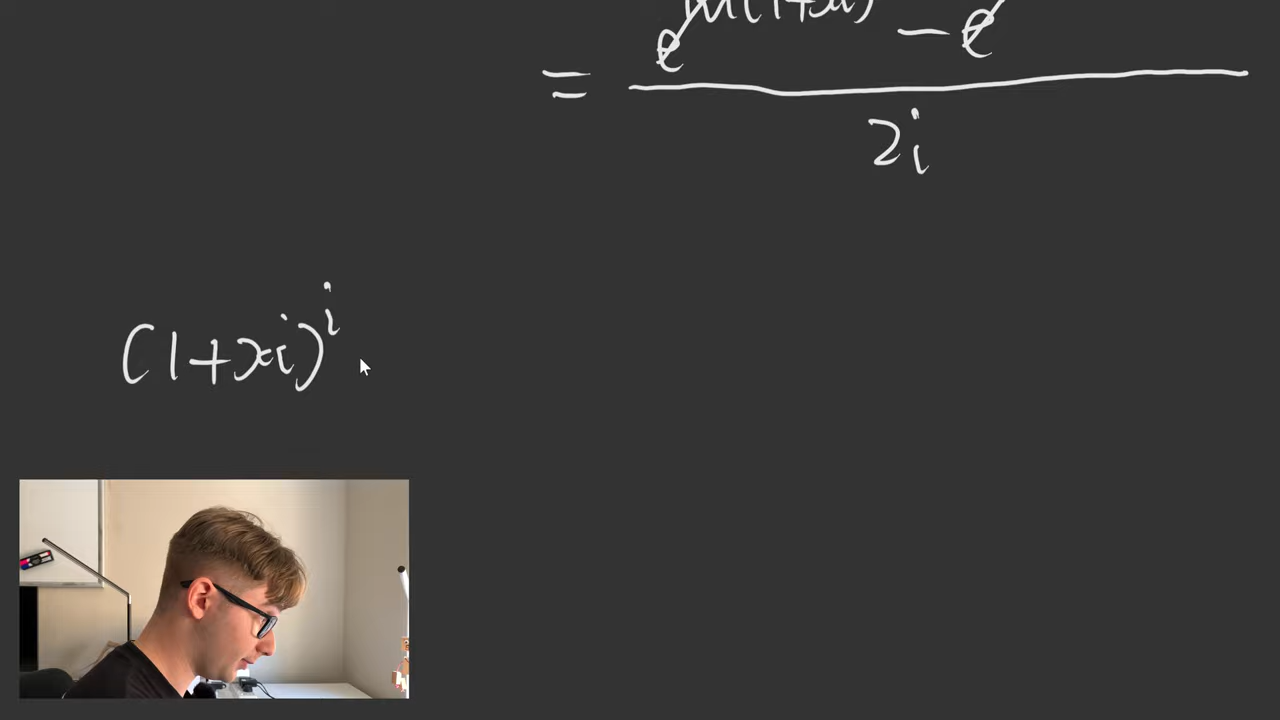 = e - e
2i
(1+xi)^i